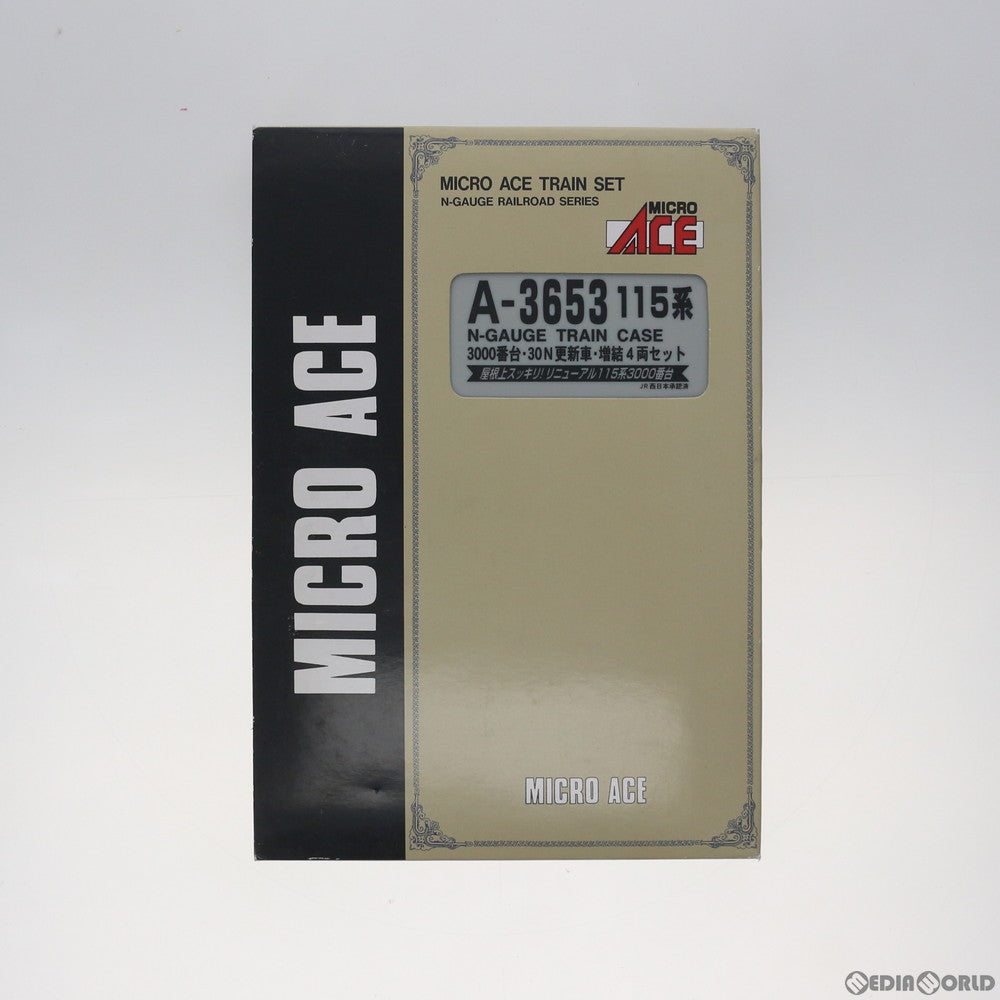 MICRO ACE
MICRO ACE TRAIN SET
N-GAUGE RAILROAD SERIES
MICRO
ACE
A-3653 115系
N-GAUGE TRAIN CASE
3000番台・30N更新車・増結4両セット
屋根上スッキリ!リニューアル115系3000番台
JR西日本承認済
MICRO ACE
MEDIAWORLD